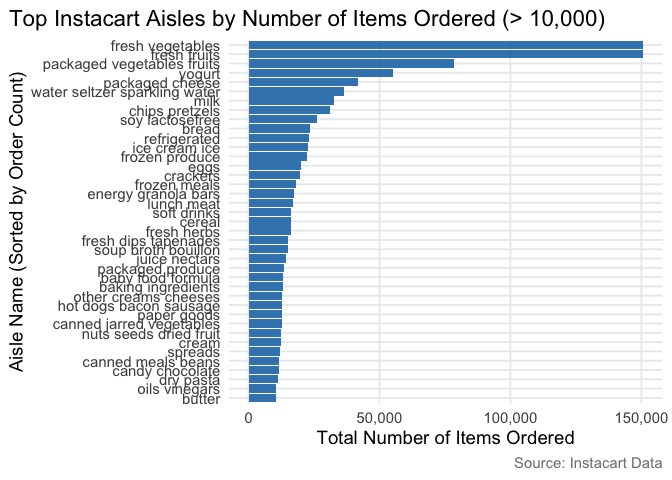 Top Instacart Aisles by Number of Items Ordered (> 10,000)
Aisle Name (Sorted by Order Count)
fresh vegetables
fresh fruits
packaged vegetables fruits
yogurt
packaged cheese
water seltzer sparkling water
milk
chips pretzels
soy lactosefree
bread
refrigerated
ice cream ice
frozen produce
eggs
crackers
frozen meals
energy granola bars
lunch meat
soft drinks
cereal
fresh herbs
fresh dips tapenades
soup broth bouillon
juice nectars
packaged produce
baby food formula
baking ingredients
other creams cheeses
hot dogs bacon sausage
paper goods
canned jarred vegetables
nuts seeds dried fruit
cream
spreads
canned meals beans
candy chocolate
dry pasta
oils vinegars
butter
0 50,000 100,000 150,000
Total Number of Items Ordered
Source: Instacart Data